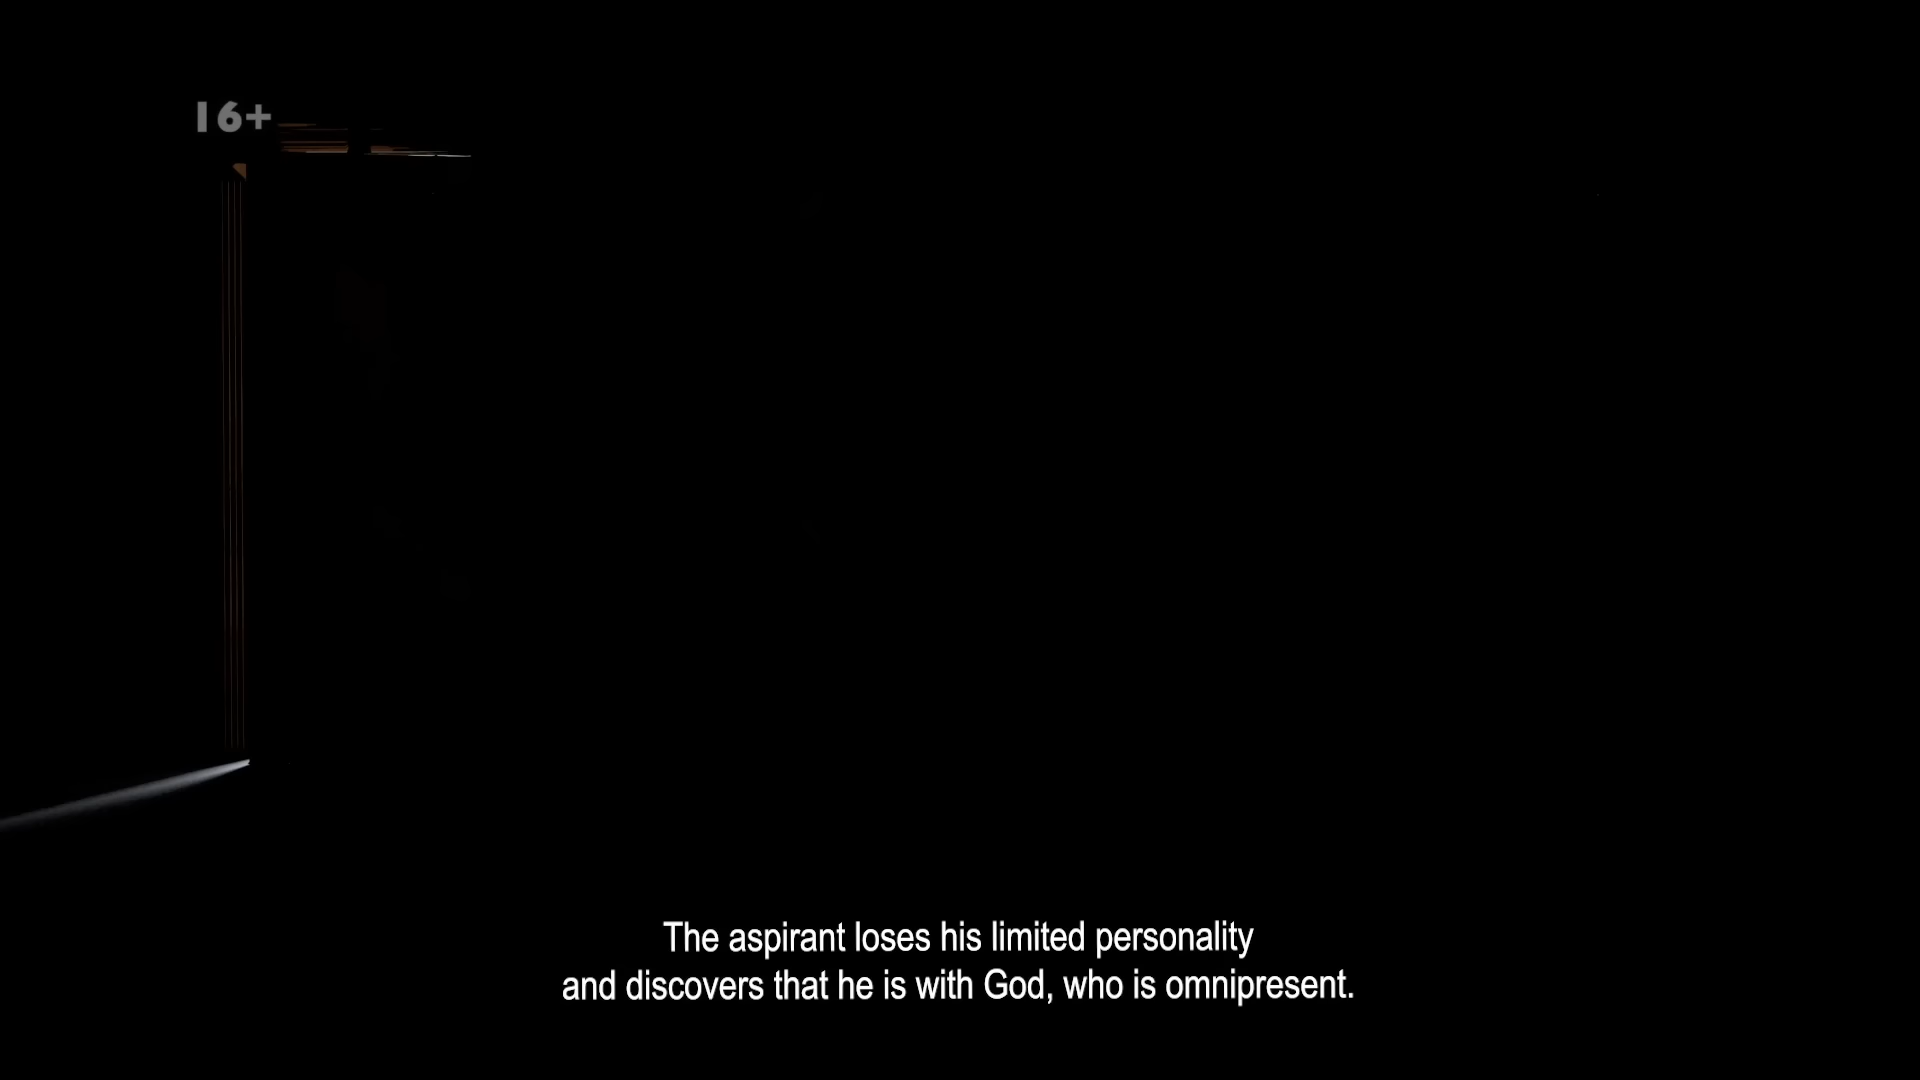 16+
The aspirant loses his limited personality
and discovers that he is with God, who is omnipresent.